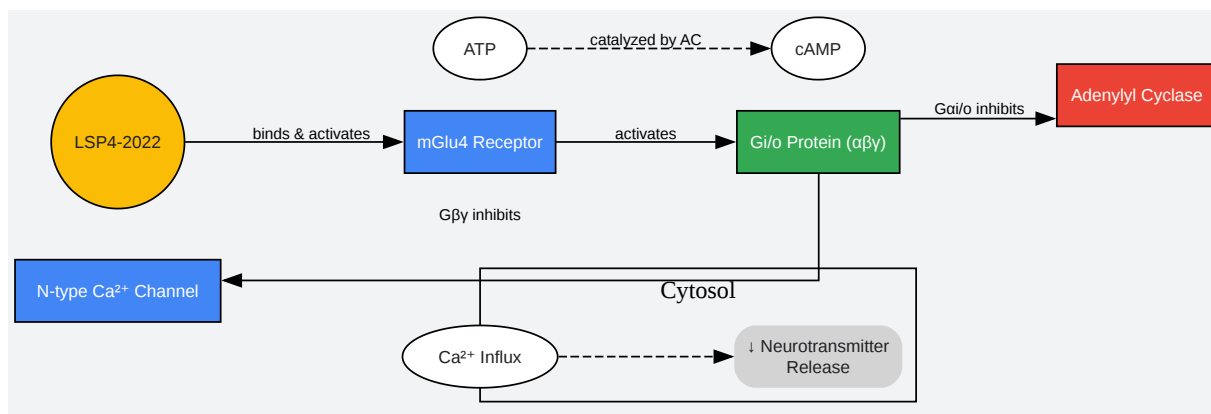 ATP
catalyzed by AC
cAMP
Adenylyl Cyclase
Gαi/o inhibits
LSP4-2022
binds & activates
mGlu4 Receptor
activates
Gi/o Protein (αβγ)
Gβγ inhibits
N-type Ca²⁺ Channel
Cytosol
Ca²⁺ Influx
↓ Neurotransmitter
Release